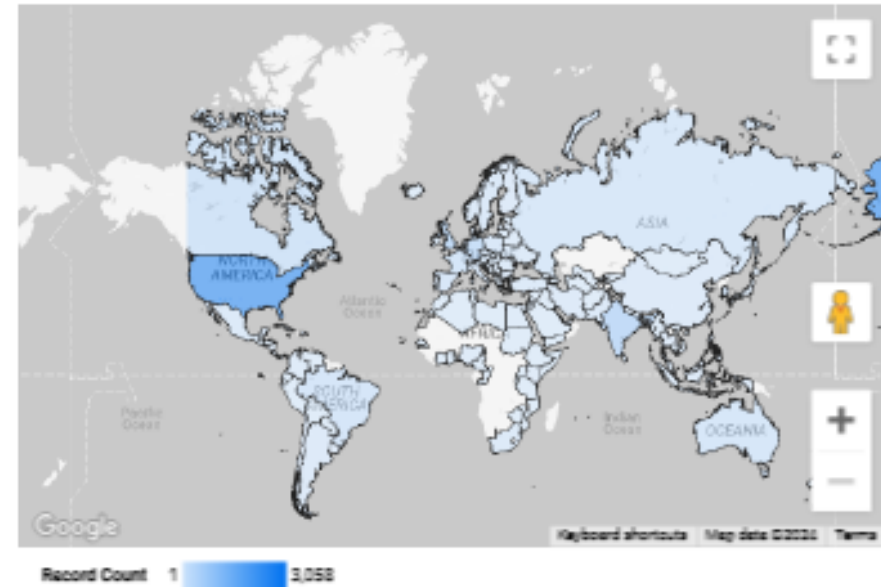 NORTH
AMERICA
ASIA
Atlantic
Ocean
AFRICA
SOUTH
AMERICA
Pacific
Ocean
Indian
Ocean
OCEANIA
Google
Keyboard shortcuts
Map data ©2024
Terms
Record Count 1 3,058